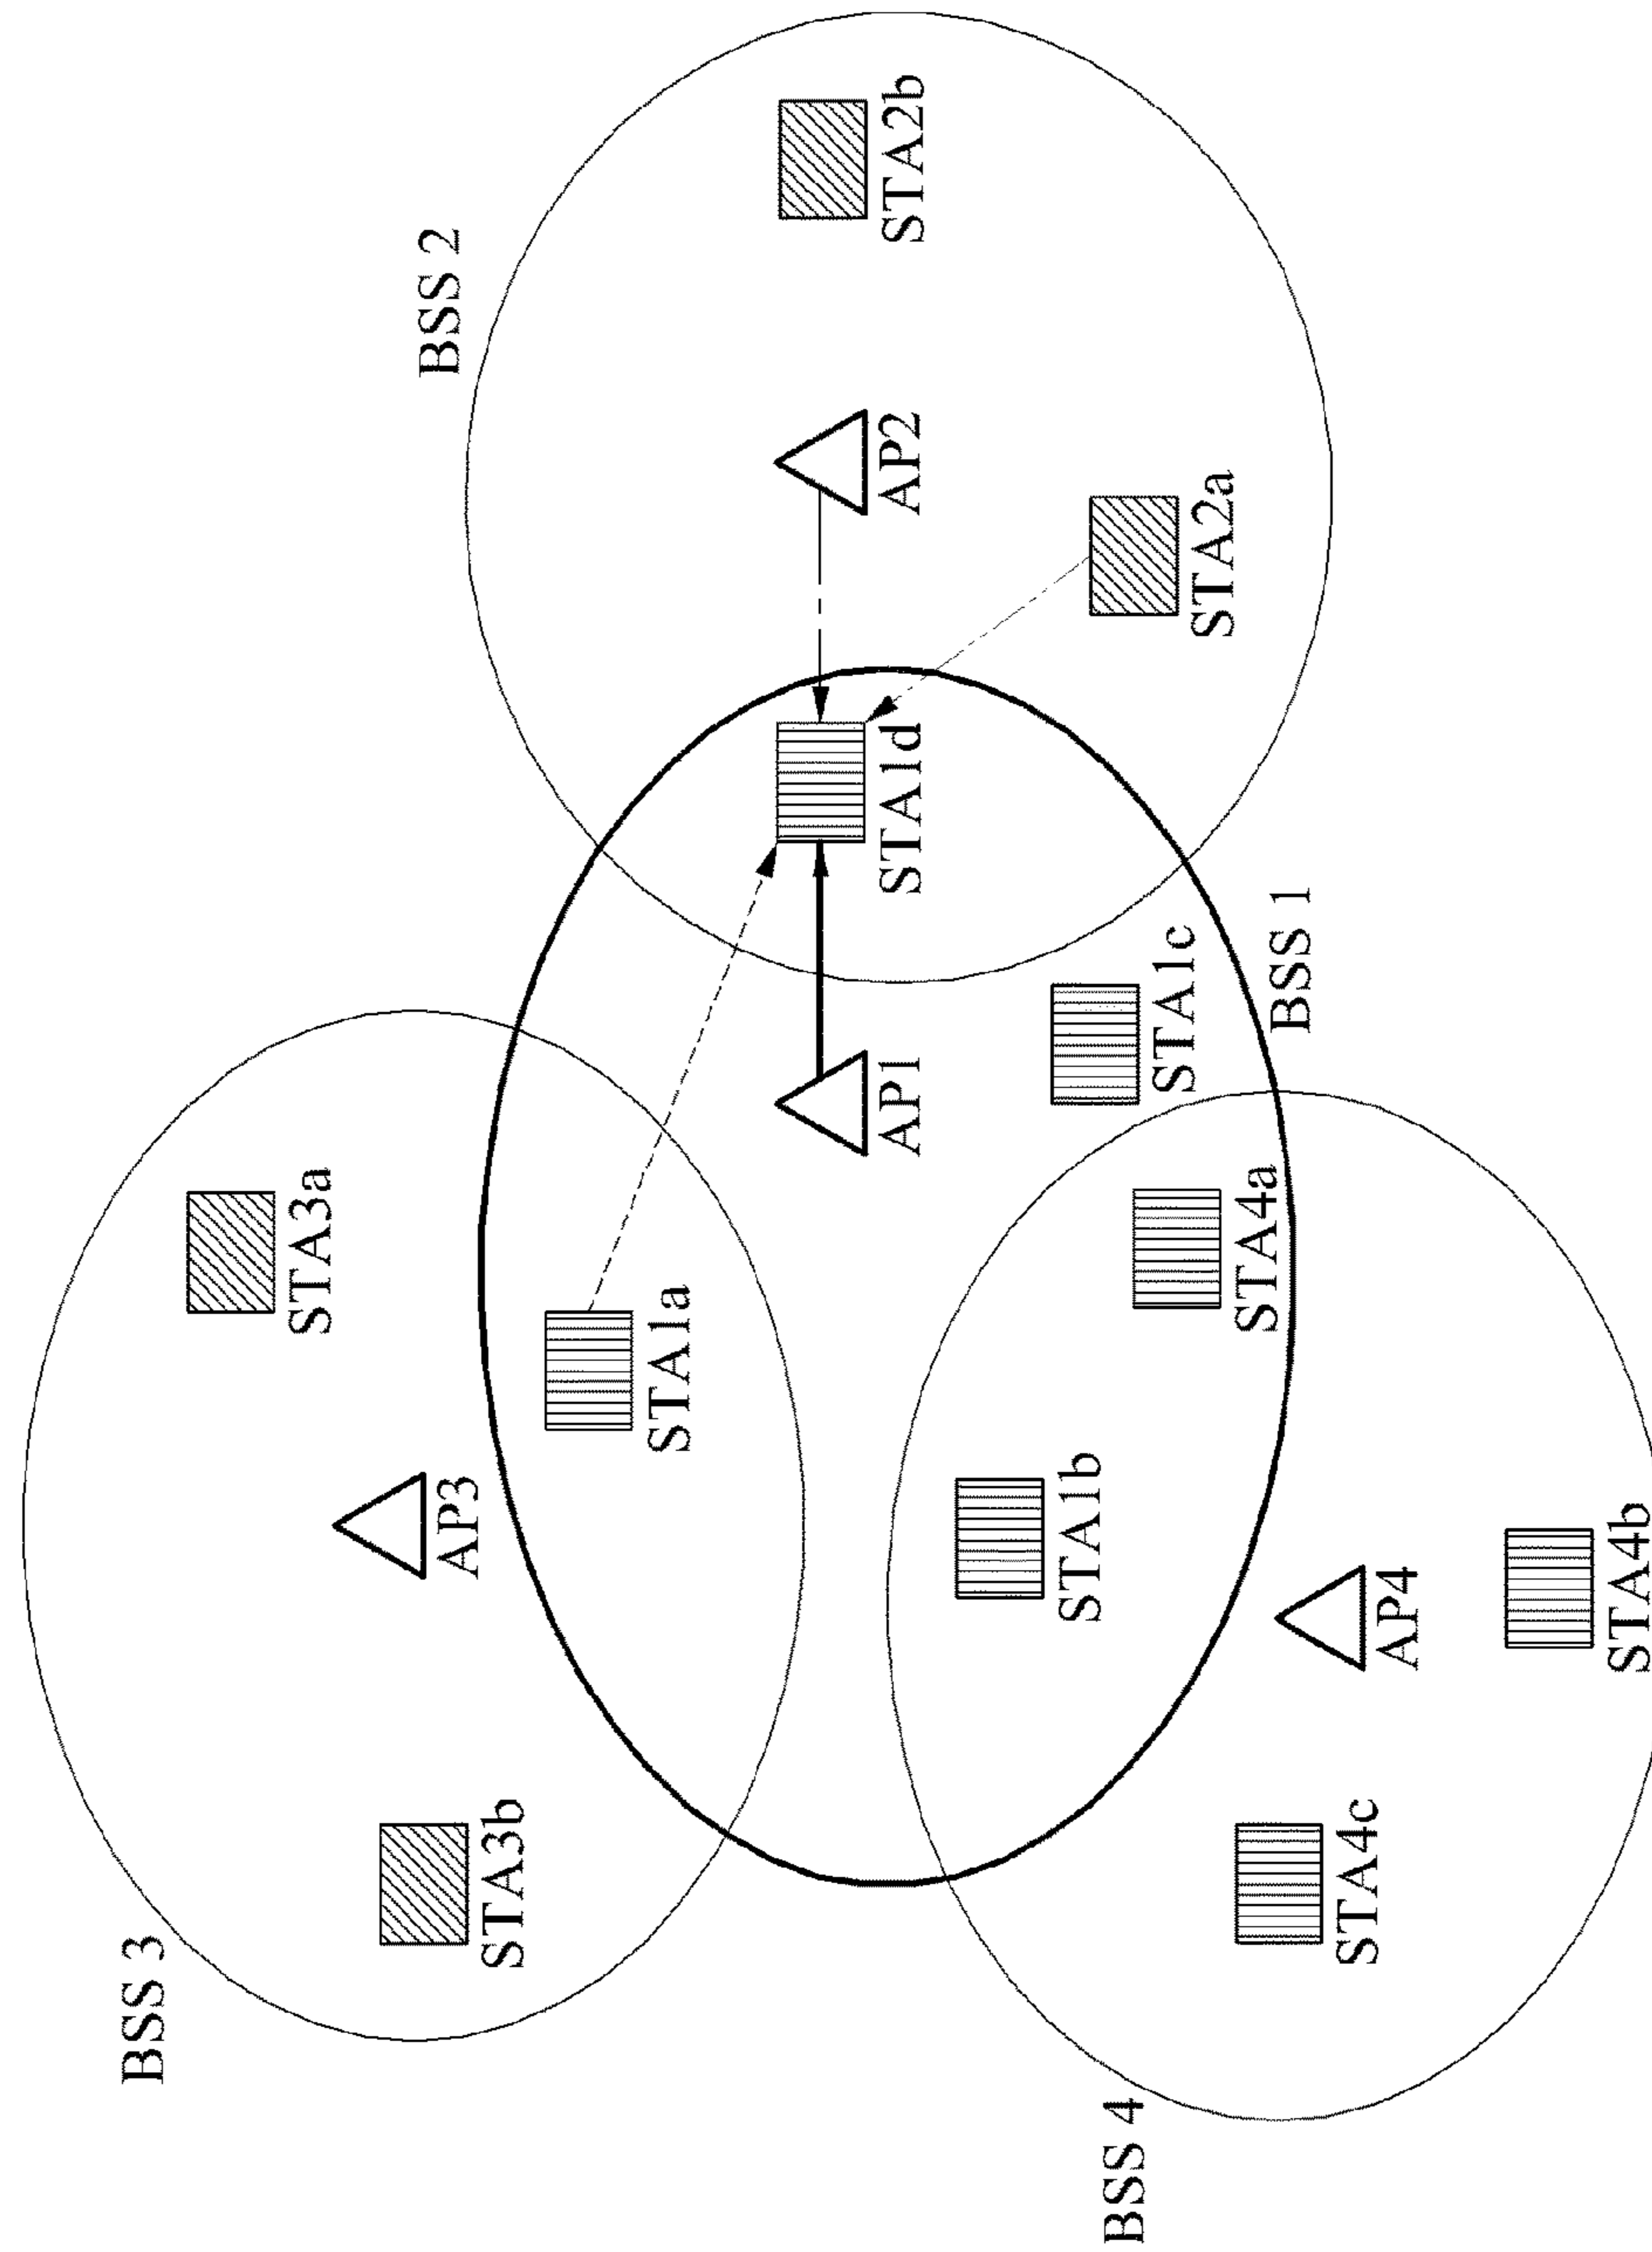 BSS 3
STA3b
AP3
STA3a
BSS 2
STA1a
AP1
STA1d
AP2
STA2b
STA1b
STA1c
STA2a
BSS 4
STA4a
BSS 1
STA4c
AP4
STA4b